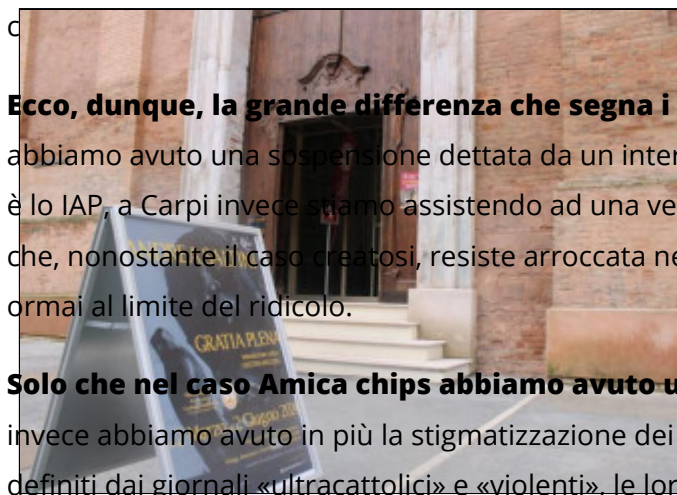 Ecco, dunque, la grande differenza che segna i
abbiamo avuto una sospensione dettata da un inter
è lo IAP, a Carpi invece stiamo assistendo ad una ve
che, nonostante il caso creatosi, resiste arroccata ne
ormai al limite del ridicolo.
GRATIA PLENA
Solo che nel caso Amica chips abbiamo avuto u
invece abbiamo avuto in più la stigmatizzazione dei
definiti dai giornali «ultracattolici» e «violenti», le lor